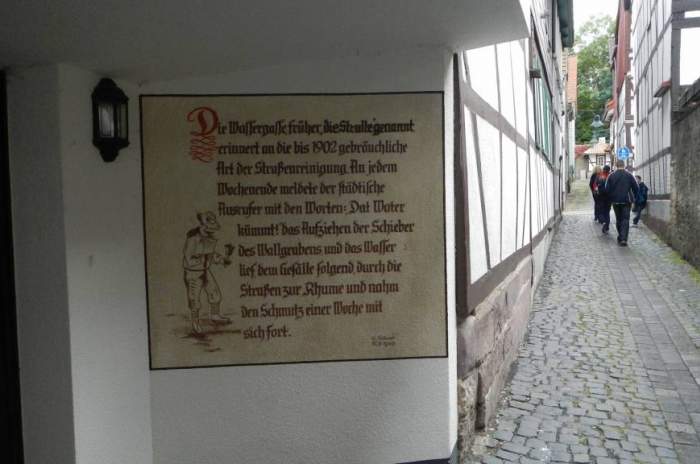 Die Wassergasse früher, die Stralte genannt
erinnert an die bis 1902 gebräuchliche
Art der Straßenreinigung. An jedem
Wochenende meldete der städtische
Ausrufer mit den Worten: Dat Water
kümmt! das Aufziehen der Schieber
des Wallgrabens und das Wasser
lief, dem Gefälle folgend, durch die
Straßen zur Rhume und nahm
den Schmutz einer Woche mit
sich fort.